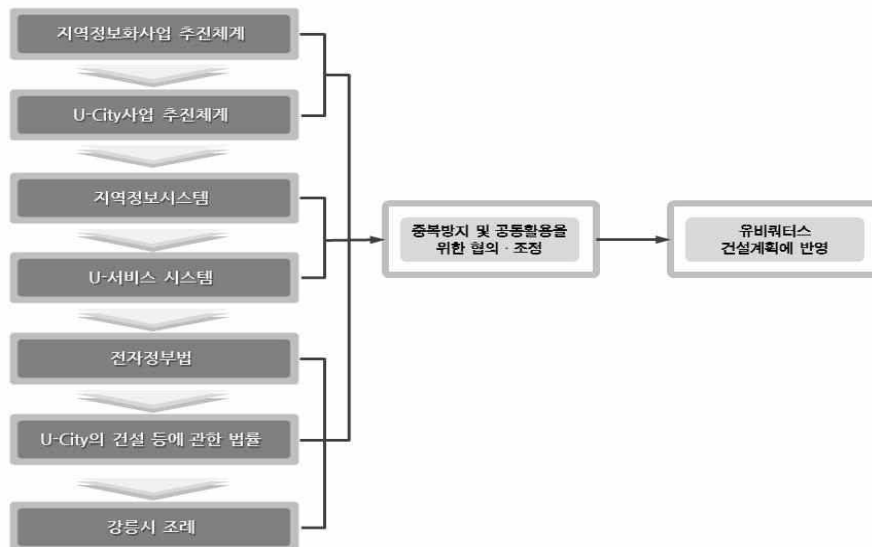 지역정보화사업 추진체계
U-City사업 추진체계
지역정보시스템
U-서비스 시스템
전자정부법
U-City의 건설 등에 관한 법률
강릉시 조례
중복방지 및 공동활용을
위한 협의 · 조정
유비쿼터스
건설계획에 반영